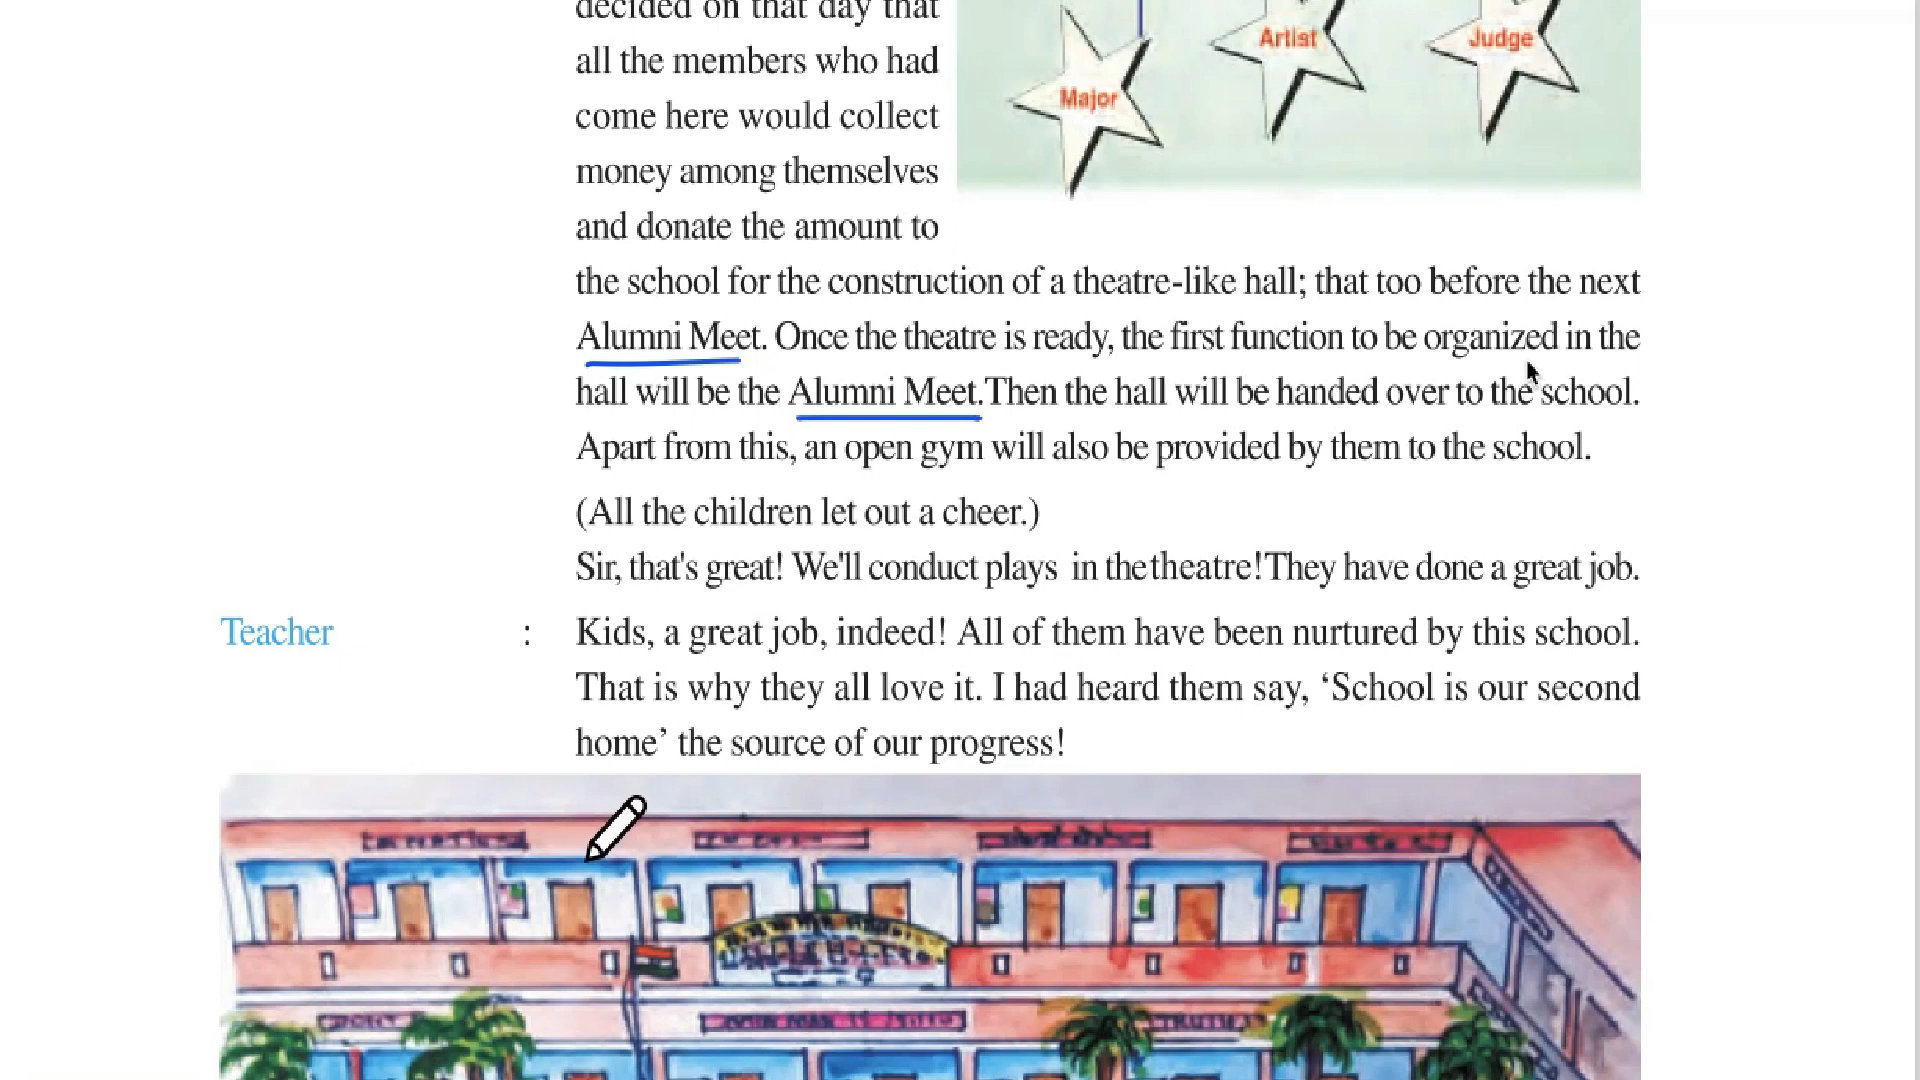 decided on that day that
all the members who had
come here would collect
money among themselves
and donate the amount to
Artist
Judge
Major
the school for the construction of a theatre-like hall; that too before the next
Alumni Meet. Once the theatre is ready, the first function to be organized in the
hall will be the Alumni Meet.Then the hall will be handed over to the school.
Apart from this, an open gym will also be provided by them to the school.
(All the children let out a cheer.)
Sir, that's great! We'll conduct plays in the theatre! They have done a great job.
Teacher : Kids, a great job, indeed! All of them have been nurtured by this school.
That is why they all love it. I had heard them say, ‘School is our second
home’ the source of our progress!